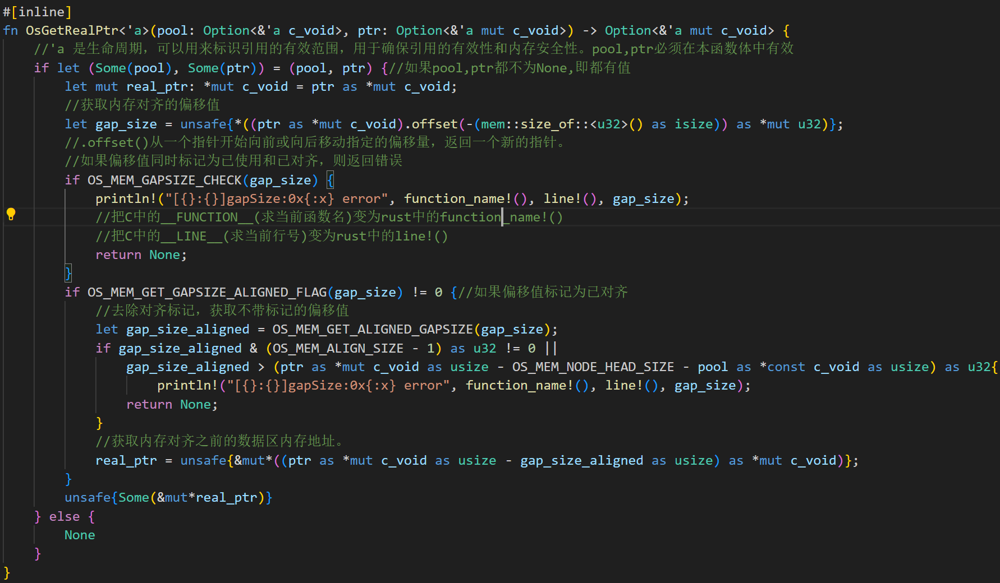 #[inline]
fn OsGetRealPtr<'a>(pool: Option<&'a c_void>, ptr: Option<&'a mut c_void>) -> Option<&'a mut c_void> {
    //'a 是生命周期，可以用来标识引用的有效范围，用于确保引用的有效性和内存安全性。pool,ptr必须在本函数体中有效
    if let (Some(pool), Some(ptr)) = (pool, ptr) {//如果pool,ptr都不为None,即都有值
        let mut real_ptr: *mut c_void = ptr as *mut c_void;
        //获取内存对齐的偏移值
        let gap_size = unsafe{*((ptr as *mut c_void).offset(-(mem::size_of::<u32>() as isize)) as *mut u32)};
        //.offset()从一个指针开始向前或向后移动指定的偏移量，返回一个新的指针。
        //如果偏移值同时标记为已使用和已对齐，则返回错误
        if OS_MEM_GAPSIZE_CHECK(gap_size) {
            println!("[{}:{}]gapSize:0x{:x} error", function_name!(), line!(), gap_size);
            //把C中的__FUNCTION__(求当前函数名)变为rust中的function_name!()
            //把C中的__LINE__(求当前行号)变为rust中的line!()
            return None;
        }
        if OS_MEM_GET_GAPSIZE_ALIGNED_FLAG(gap_size) != 0 {//如果偏移值标记为已对齐
            //去除对齐标记，获取不带标记的偏移值
            let gap_size_aligned = OS_MEM_GET_ALIGNED_GAPSIZE(gap_size);
            if gap_size_aligned & (OS_MEM_ALIGN_SIZE - 1) as u32 != 0 ||
                gap_size_aligned > (ptr as *mut c_void as usize - OS_MEM_NODE_HEAD_SIZE - pool as *const c_void as usize) as u32{
                    println!("[{}:{}]gapSize:0x{:x} error", function_name!(), line!(), gap_size);
                return None;
            }
            //获取内存对齐之前的数据区内存地址。
            real_ptr = unsafe{&mut*((ptr as *mut c_void as usize - gap_size_aligned as usize) as *mut c_void)};
        }
        unsafe{Some(&mut*real_ptr)}
    } else {
        None
    }
}